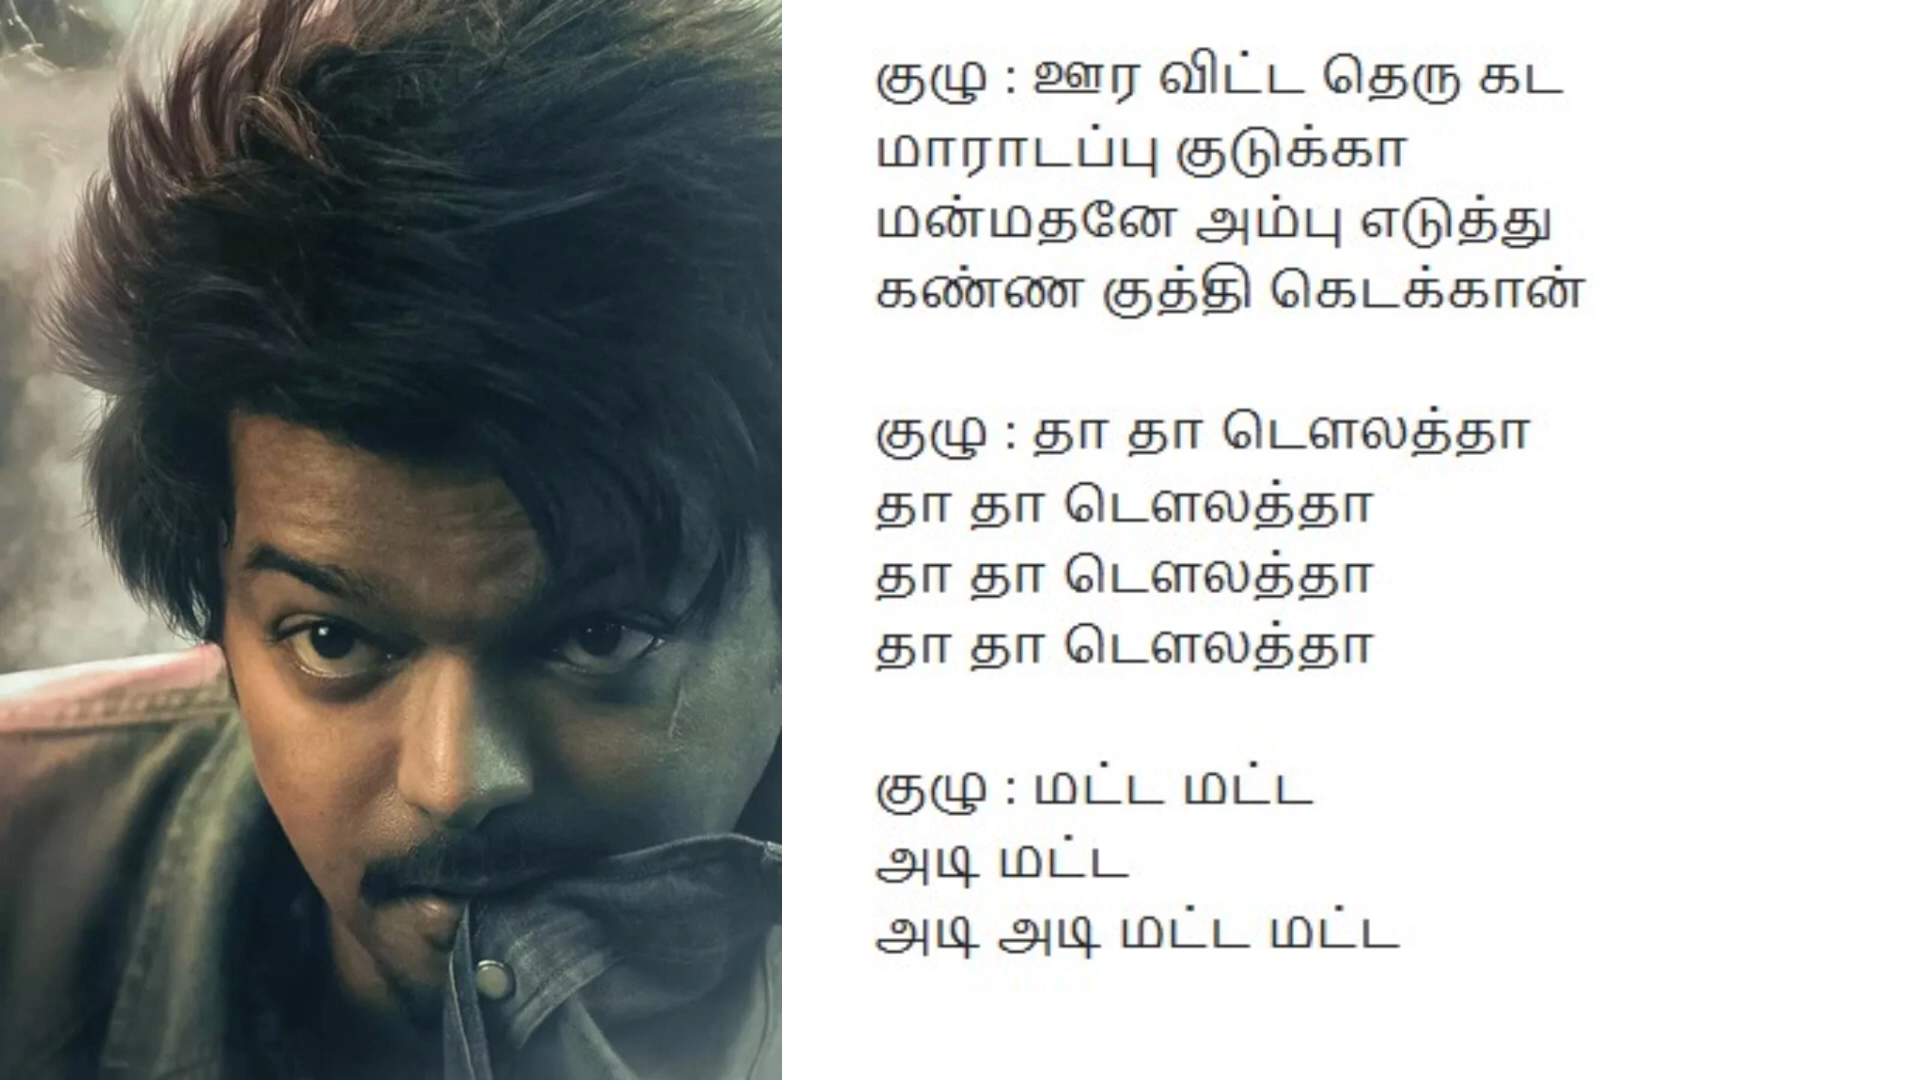 குழு : ஊர விட்ட தெரு கட
மாராடப்பு குடுக்கா
மன்மதனே அம்பு எடுத்து
கண்ண குத்தி கெடக்கான்
குழு : தா தா டௌலத்தா
தா தா டௌலத்தா
தா தா டௌலத்தா
தா தா டௌலத்தா
குழு : மட்ட மட்ட
அடி மட்ட
அடி அடி மட்ட மட்ட